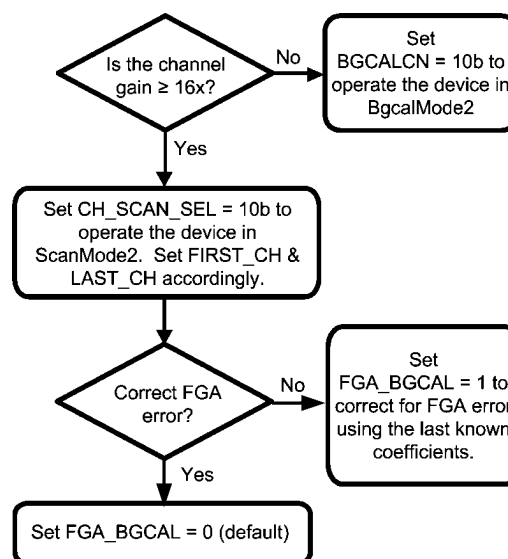 Is the channel
gain ≥ 16x?
No
Set
BGCALCN = 10b to
operate the device in
BgcalMode2
Yes
Set CH_SCAN_SEL = 10b to
operate the device in
ScanMode2. Set FIRST_CH &
LAST_CH accordingly.
Correct FGA
error?
No
Set
FGA_BGCAL = 1 to
correct for FGA error
using the last known
coefficients.
Yes
Set FGA_BGCAL = 0 (default)